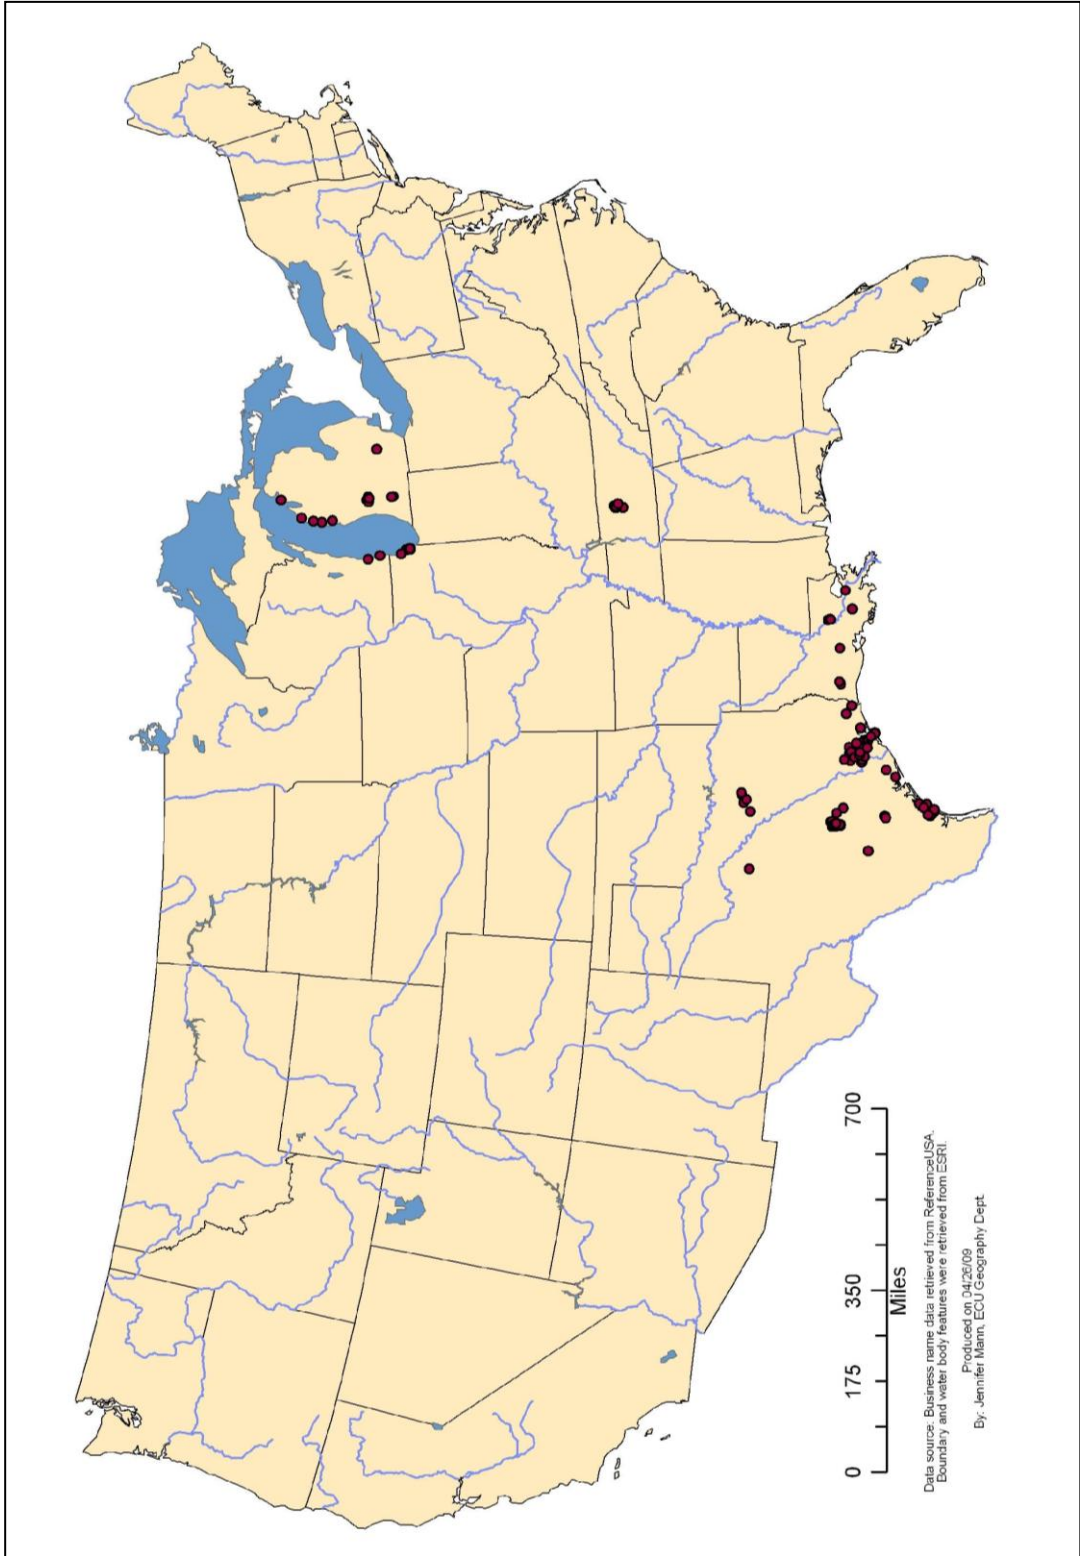 0 175 350 700
Miles
Data source: Business name data retrieved from ReferenceUSA.
Boundary and water body features were retrieved from ESRI.
Produced on 04/26/09
By: Jennifer Mann, ECU Geography Dept.